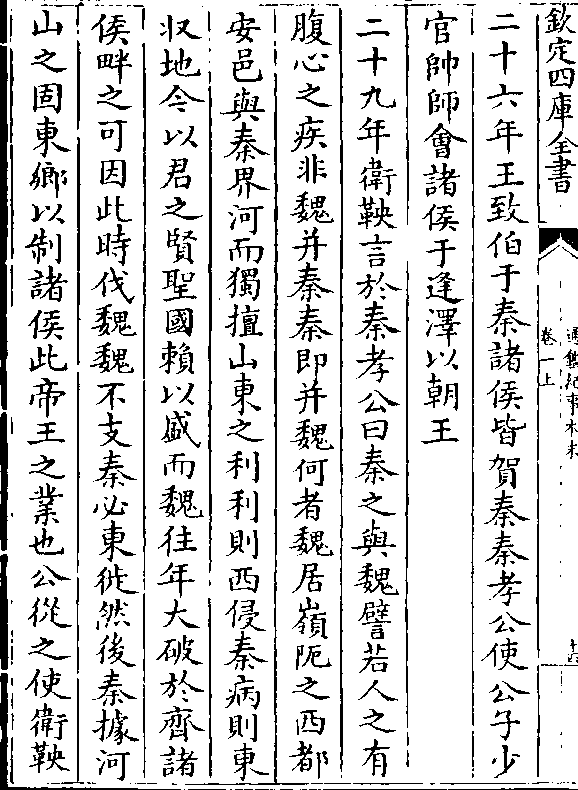 欽定四庫全書
通鑑紀事本末
卷一上
十六
二十六年王致伯于秦諸侯皆賀秦秦孝公使公子少
官帥師會諸侯于逢澤以朝王
二十九年衛鞅言於秦孝公曰秦之與魏譬若人之有
腹心之疾非魏并秦秦即并魏何者魏居嶺阨之西都
安邑與秦界河而獨擅山東之利利則西侵秦病則東
収地今以君之賢聖國賴以盛而魏往年大破於齊諸
侯畔之可因此時伐魏魏不支秦必東徙然後秦據河
山之固東鄉以制諸侯此帝王之業也公從之使衛鞅